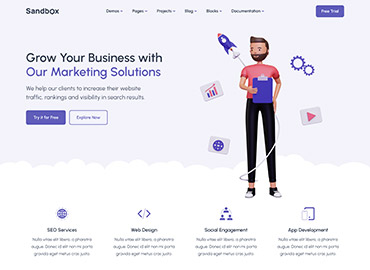 Sandbox
Demos Pages Projects Blog Blocks Documentation
Free Trial
Grow Your Business with
Our Marketing Solutions
We help our clients to increase their website
traffic, rankings and visibility in search results.
Try it for Free
Explore Now
SEO Services
Nulla vitae elit libero, a pharetra
augue. Donec id elit non mi porta
gravida eget metus cras justo.
Web Design
Nulla vitae elit libero, a pharetra
augue. Donec id elit non mi porta
gravida eget metus cras justo.
Social Engagement
Nulla vitae elit libero, a pharetra
augue. Donec id elit non mi porta
gravida eget metus cras justo.
App Development
Nulla vitae elit libero, a pharetra
augue. Donec id elit non mi porta
gravida eget metus cras justo.